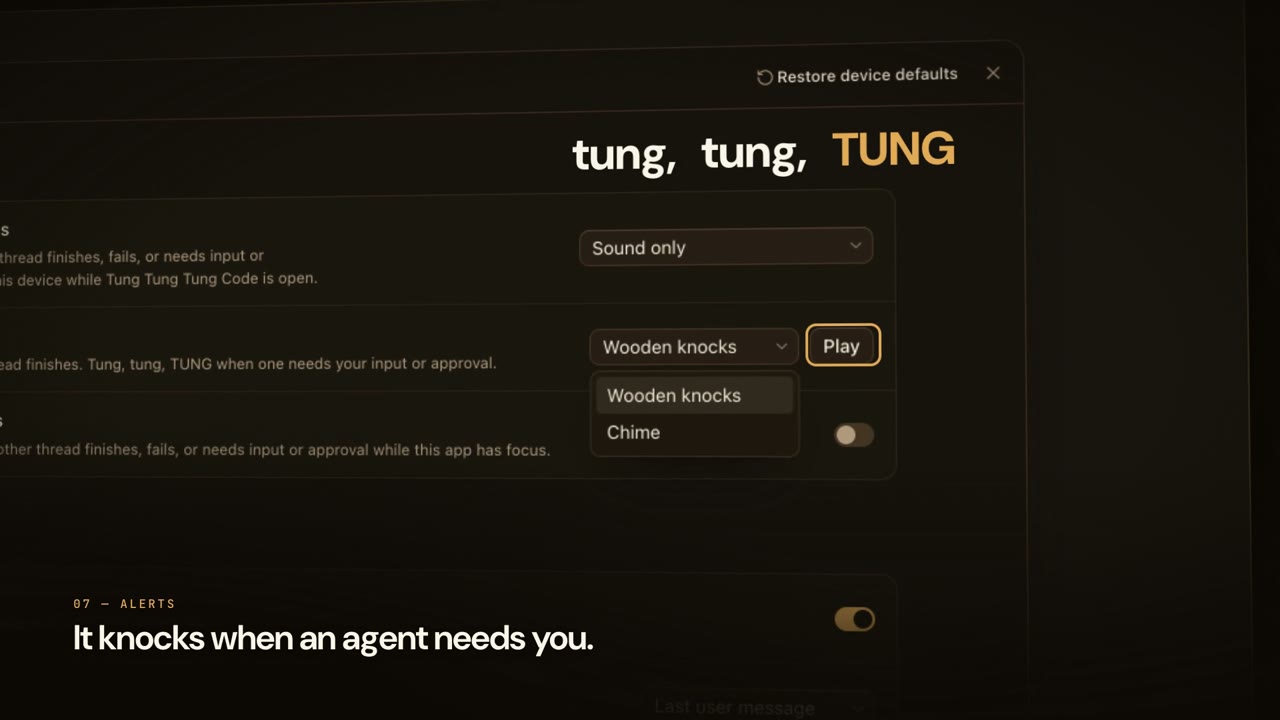 Restore device defaults
tung, tung, TUNG
s
thread finishes, fails, or needs input or
his device while Tung Tung Tung Code is open.
Sound only
ead finishes. Tung, tung, TUNG when one needs your input or approval.
Wooden knocks
Play
Wooden knocks
Chime
s
other thread finishes, fails, or needs input or approval while this app has focus.
07 — ALERTS
It knocks when an agent needs you.
Last user message